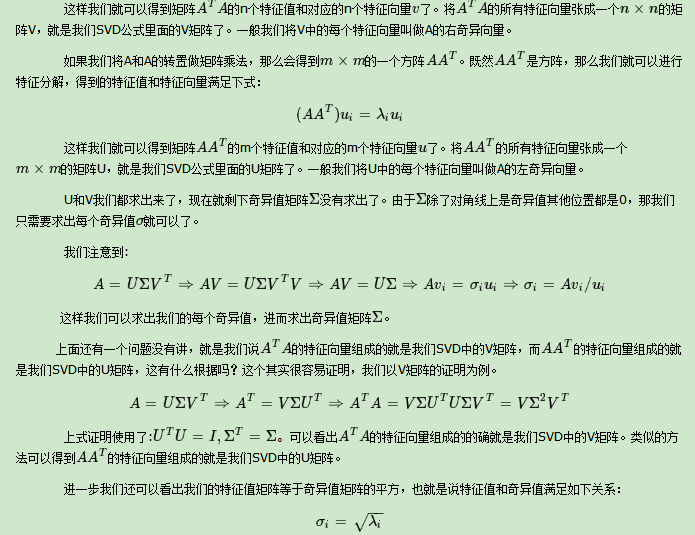 这样我们就可以得到矩阵AᵀA的n个特征值和对应的n个特征向量v了。将AᵀA的所有特征向量张成一个n × n的矩
阵V，就是我们SVD公式里面的V矩阵了。一般我们将V中的每个特征向量叫做A的右奇异向量。
如果我们将A和A的转置做矩阵乘法，那么会得到m × m的一个方阵AAᵀ。既然AAᵀ是方阵，那么我们就可以进行
特征分解，得到的特征值和特征向量满足下式：
(AAᵀ)uᵢ = λᵢuᵢ
这样我们就可以得到矩阵AAᵀ的m个特征值和对应的m个特征向量u了。将AAᵀ的所有特征向量张成一个
m × m的矩阵U，就是我们SVD公式里面的U矩阵了。一般我们将U中的每个特征向量叫做A的左奇异向量。
U和V我们都求出来了，现在就剩下奇异值矩阵Σ没有求出了。由于Σ除了对角线上是奇异值其他位置都是0，那我们
只需要求出每个奇异值σ就可以了。
我们注意到:
A = UΣVᵀ ⇒ AV = UΣVᵀV ⇒ AV = UΣ ⇒ Avᵢ = σᵢuᵢ ⇒ σᵢ = Avᵢ/uᵢ
这样我们可以求出我们的每个奇异值，进而求出奇异值矩阵Σ。
上面还有一个问题没有讲，就是我们说AᵀA的特征向量组成的就是我们SVD中的V矩阵，而AAᵀ的特征向量组成的就
是我们SVD中的U矩阵，这有什么根据吗？这个其实很容易证明，我们以V矩阵的证明为例。
A = UΣVᵀ ⇒ Aᵀ = VΣUᵀ ⇒ AᵀA = VΣUᵀUΣVᵀ = VΣ²Vᵀ
上式证明使用了:UᵀU = I, Σᵀ = Σ。可以看出AᵀA的特征向量组成的的确就是我们SVD中的V矩阵。类似的方
法可以得到AAᵀ的特征向量组成的就是我们SVD中的U矩阵。
进一步我们还可以看出我们的特征值矩阵等于奇异值矩阵的平方，也就是说特征值和奇异值满足如下关系：
σᵢ = √λᵢ